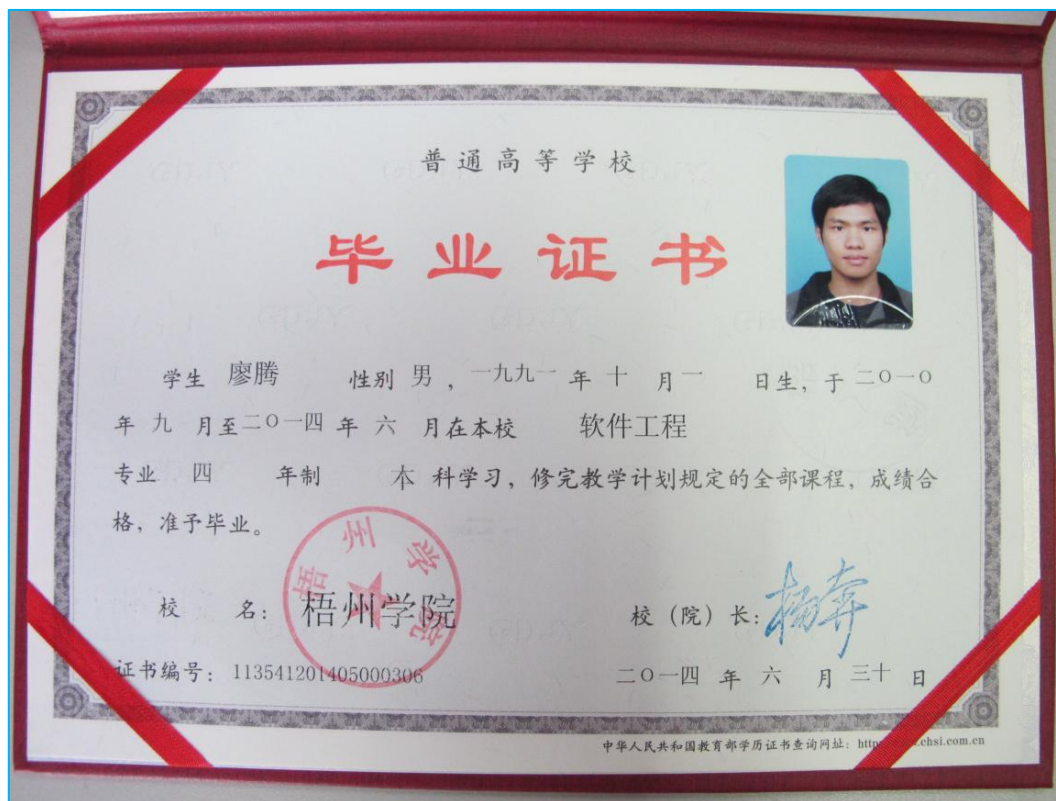 普通高等学校
毕业证书
学生 廖腾 性别 男 ，一九九一 年 十 月 一 日生，于 二〇一〇
年 九 月至 二〇一四 年 六 月在本校 软件工程
专业 四 年制 本 科学习，修完教学计划规定的全部课程，成绩合
格，准予毕业。
梧州学院
校 名： 梧州学院 校（院）长： 杨奔
证书编号： 113541201405000306 二〇一四 年 六 月 三十 日
中华人民共和国教育部学历证书查询网址： http chsi.com.cn